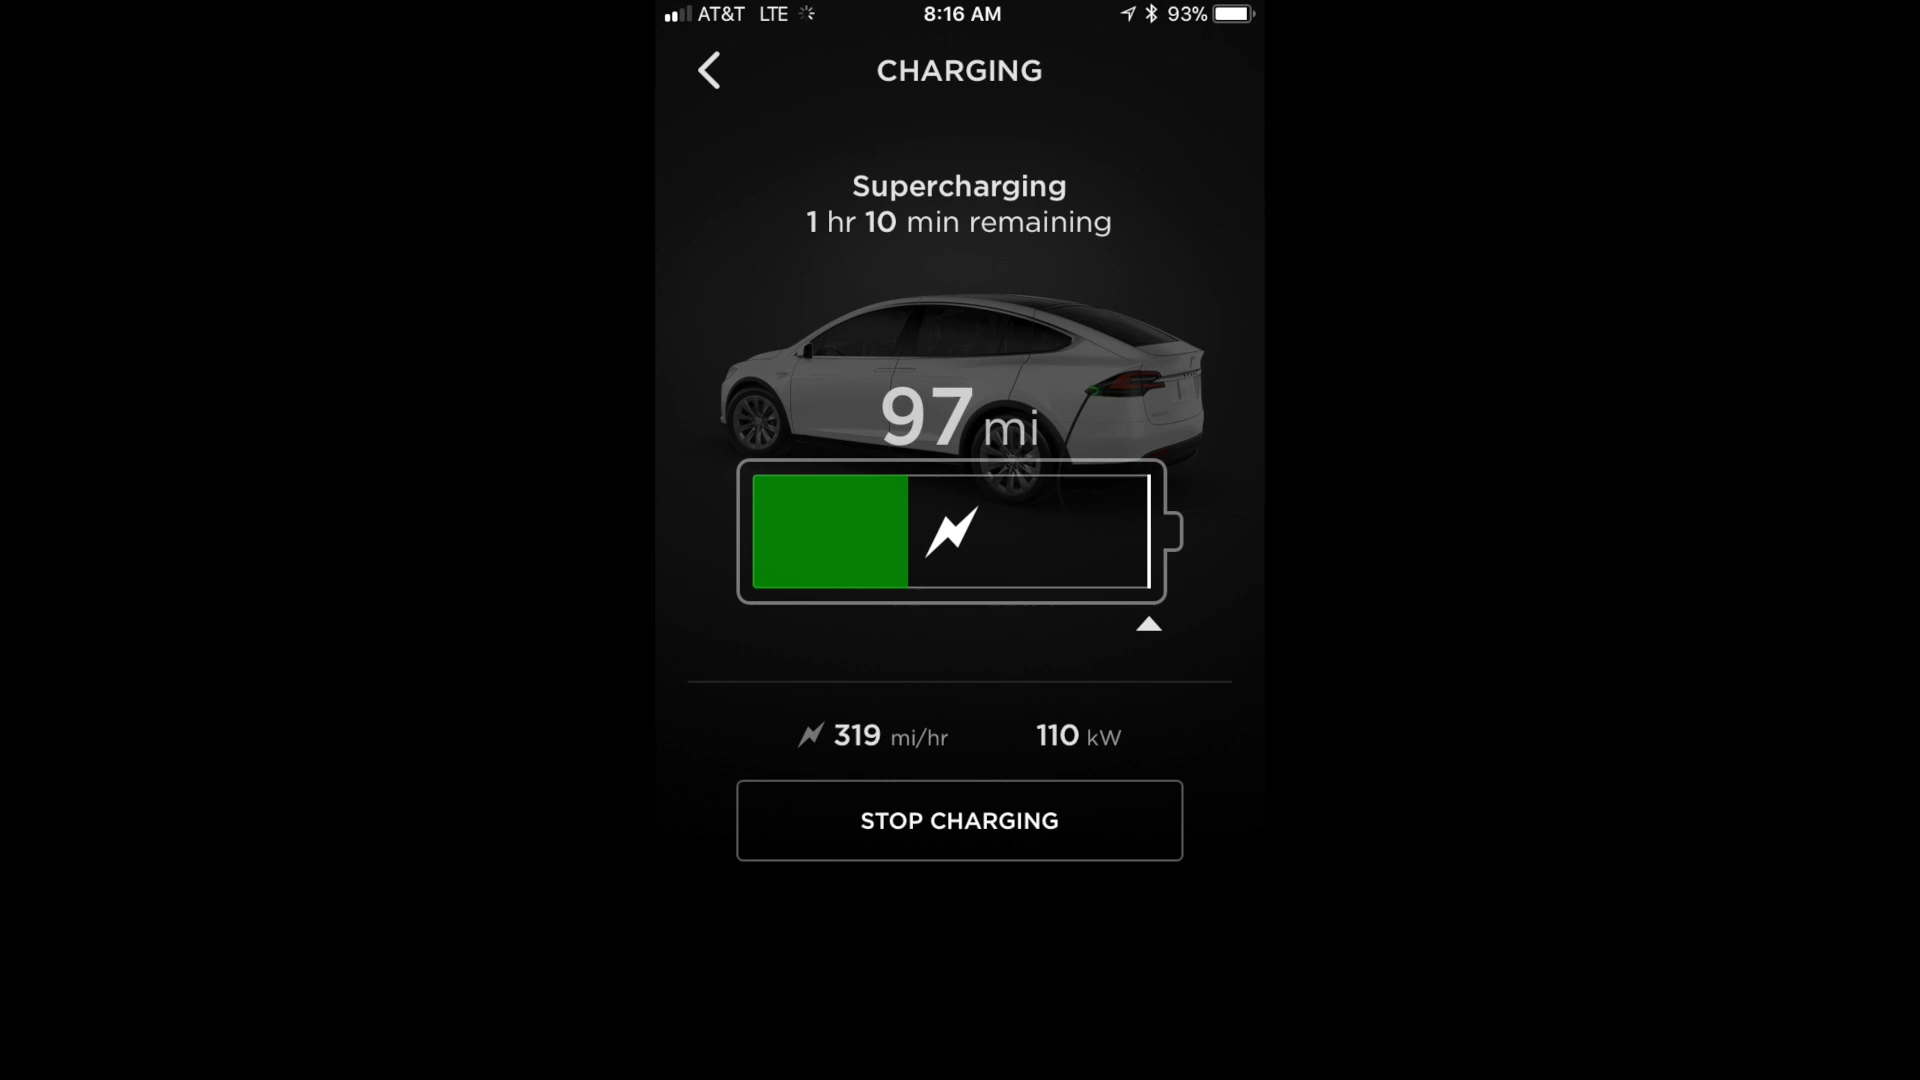 AT&T LTE 8:16 AM 93%
CHARGING
Supercharging
1 hr 10 min remaining
97 mi
319 mi/hr 110 kW
STOP CHARGING